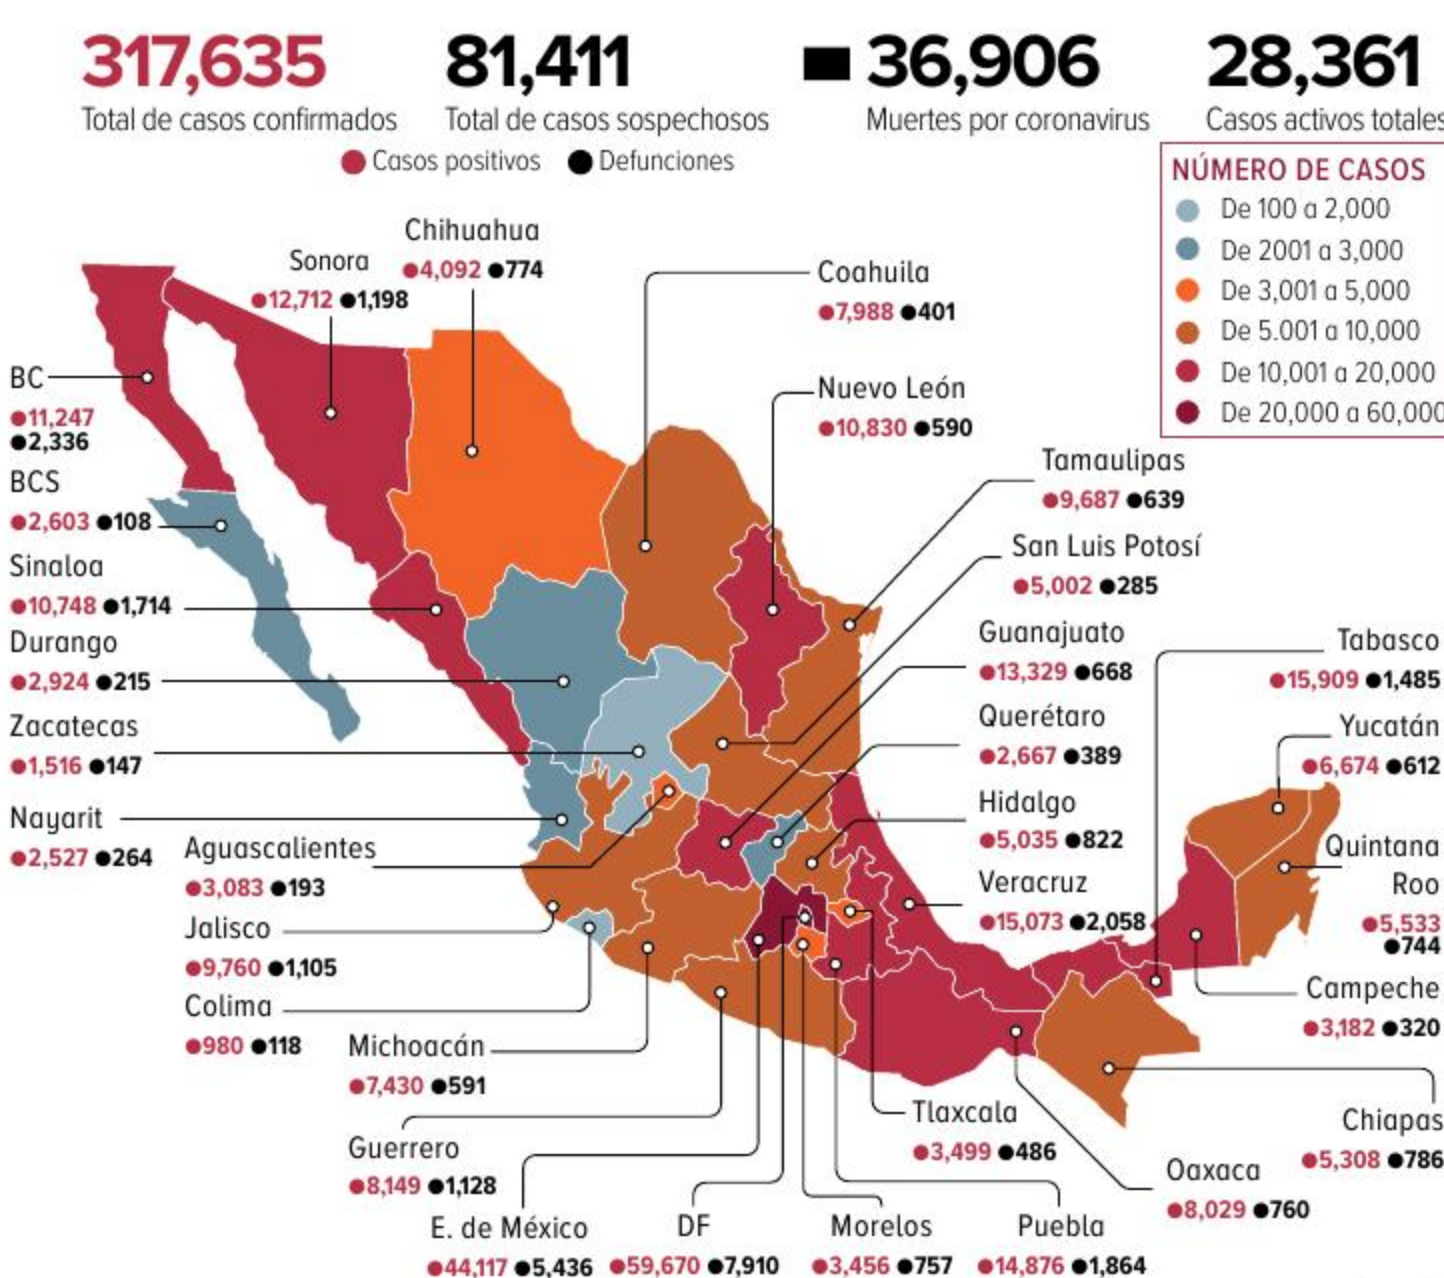 317,635
Total de casos confirmados
81,411
Total de casos sospechosos
36,906
Muertes por coronavirus
28,361
Casos activos totales
Casos positivos
Defunciones
NÚMERO DE CASOS
De 100 a 2,000
De 2001 a 3,000
De 3,001 a 5,000
De 5.001 a 10,000
De 10,001 a 20,000
De 20,000 a 60,000
Chihuahua
4,092 774
Sonora
12,712 1,198
BC
11,247
2,336
BCS
2,603 108
Sinaloa
10,748 1,714
Durango
2,924 215
Zacatecas
1,516 147
Nayarit
2,527 264
Aguascalientes
3,083 193
Jalisco
9,760 1,105
Colima
980 118
Michoacán
7,430 591
Guerrero
8,149 1,128
E. de México
44,117 5,436
DF
59,670 7,910
Morelos
3,456 757
Puebla
14,876 1,864
Coahuila
7,988 401
Nuevo León
10,830 590
Tamaulipas
9,687 639
San Luis Potosí
5,002 285
Guanajuato
13,329 668
Querétaro
2,667 389
Hidalgo
5,035 822
Veracruz
15,073 2,058
Tlaxcala
3,499 486
Tabasco
15,909 1,485
Yucatán
6,674 612
Quintana
Roo
5,533
744
Campeche
3,182 320
Chiapas
5,308 786
Oaxaca
8,029 760